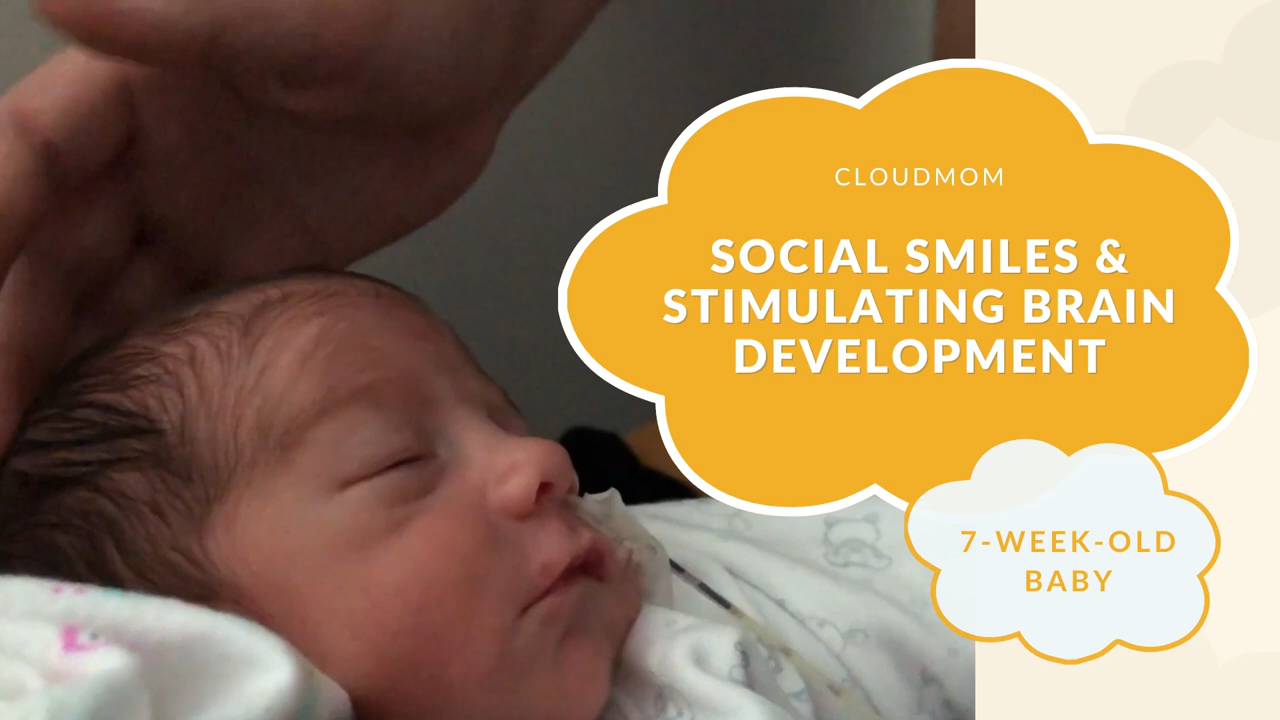 CLOUDMOM
SOCIAL SMILES &
STIMULATING BRAIN
DEVELOPMENT
7-WEEK-OLD
BABY